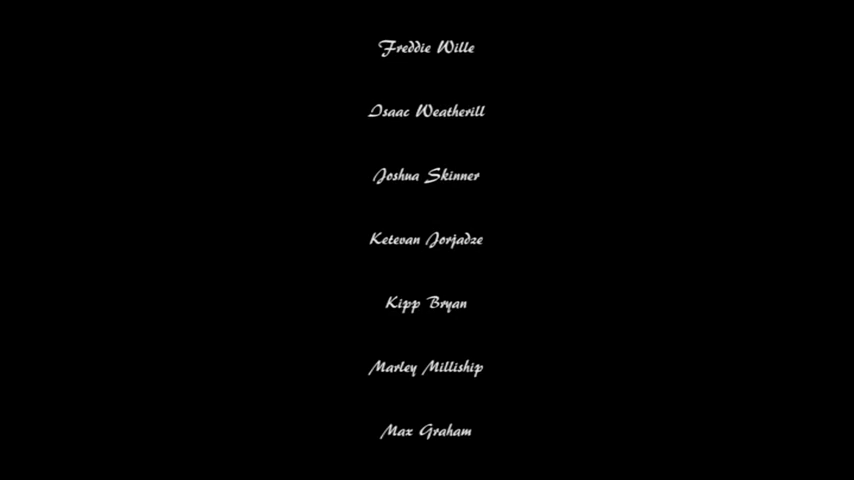 Freddie Wille
Isaac Weatherill
Joshua Skinner
Ketevan Jorjadze
Kipp Bryan
Marley Milliship
Max Graham